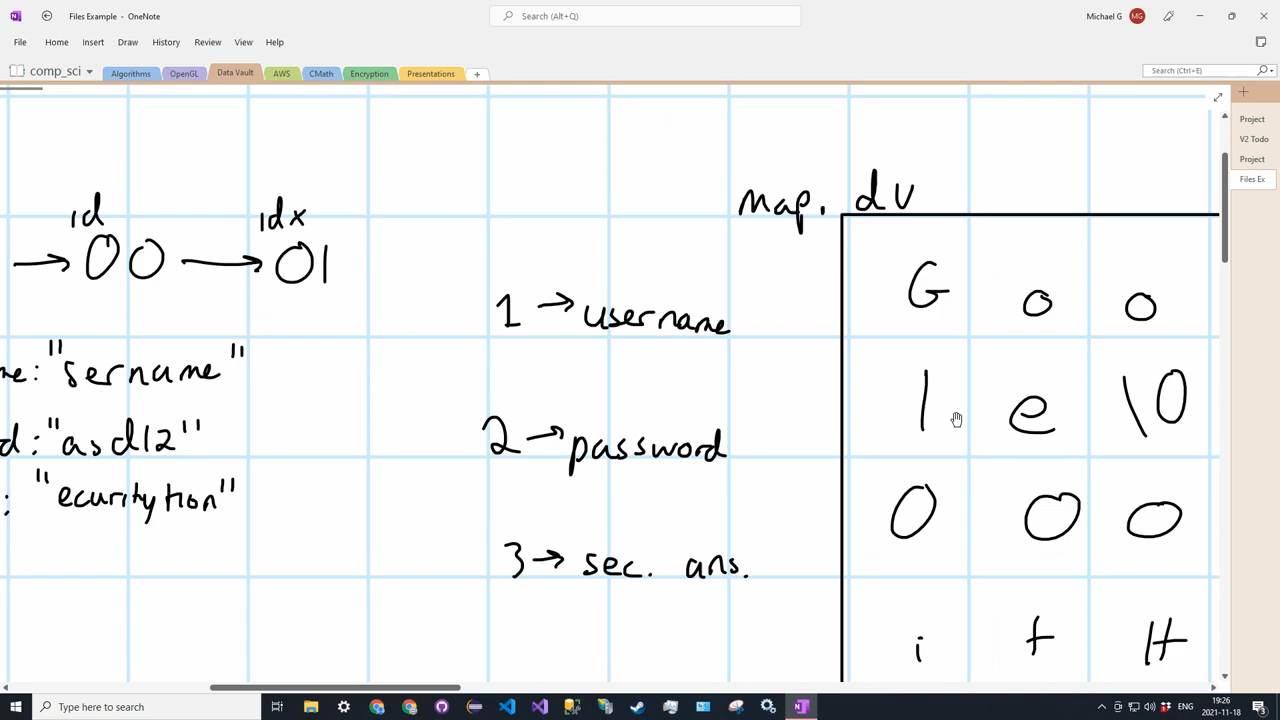 Files Example - OneNote
Search (Alt+Q)
Michael G
MG
File Home Insert Draw History Review View Help
comp_sci
Algorithms OpenGL Data Vault AWS CMath Encryption Presentations +
Search (Ctrl+E)
Project
V2 Todo
Project
Files Ex
id
idx
→ 00 → 01
map. dv
G o o
1 → username
me: "sername"
l e \0
d: "asd12"
2 → password
: "ecuritytion"
0 0 0
3 → sec. ans.
i t H
Type here to search
ENG
19:26
2021-11-18